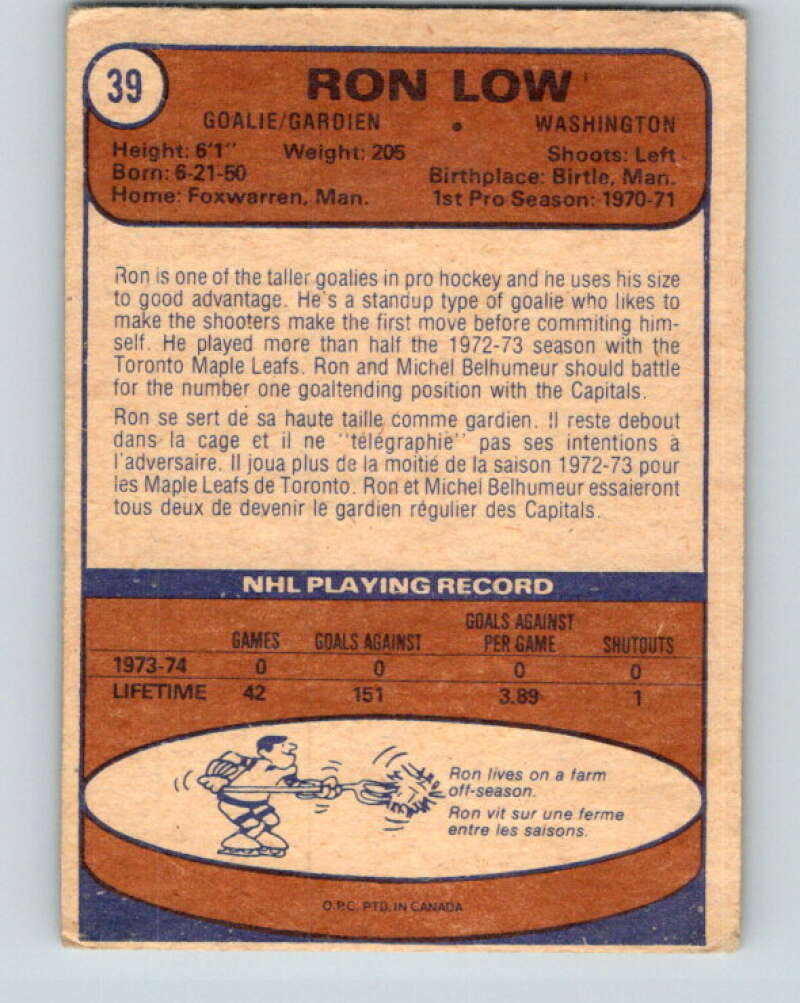 39
RON LOW
GOALIE/GARDIEN • WASHINGTON
Height: 6'1" Weight: 205 Shoots: Left
Born: 6-21-50 Birthplace: Birtle, Man.
Home: Foxwarren, Man. 1st Pro Season: 1970-71
Ron is one of the taller goalies in pro hockey and he uses his size
to good advantage. He's a standup type of goalie who likes to
make the shooters make the first move before commiting him-
self. He played more than half the 1972-73 season with the
Toronto Maple Leafs. Ron and Michel Belhumeur should battle
for the number one goaltending position with the Capitals.
Ron se sert de sa haute taille comme gardien. Il reste debout
dans la cage et il ne "télégraphie" pas ses intentions à
l'adversaire. Il joua plus de la moitié de la saison 1972-73 pour
les Maple Leafs de Toronto. Ron et Michel Belhumeur essaieront
tous deux de devenir le gardien régulier des Capitals.
NHL PLAYING RECORD
GAMES GOALS AGAINST GOALS AGAINST PER GAME SHUTOUTS
1973-74 0 0 0 0
LIFETIME 42 151 3.89 1
Ron lives on a farm
off-season.
Ron vit sur une ferme
entre les saisons.
O.P.C. PTD. IN CANADA